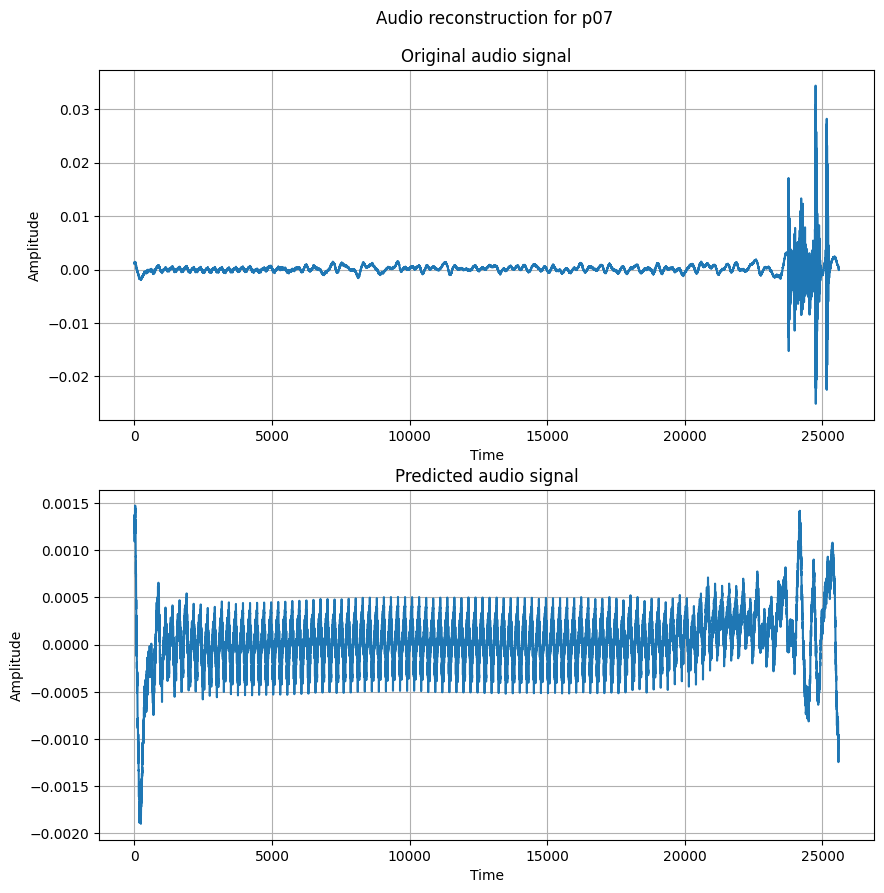 Audio reconstruction for p07
Original audio signal
Amplitude
0.03
0.02
0.01
0.00
−0.01
−0.02
0 5000 10000 15000 20000 25000
Time
Predicted audio signal
Amplitude
0.0015
0.0010
0.0005
0.0000
−0.0005
−0.0010
−0.0015
−0.0020
0 5000 10000 15000 20000 25000
Time